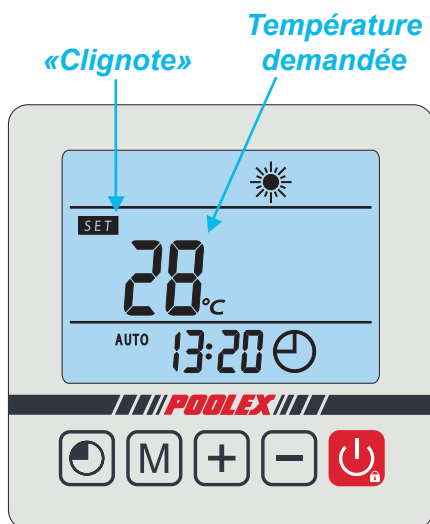 Température
«Clignote» demandée
SET
28°C
AUTO 13:20
POOLEX
M + -